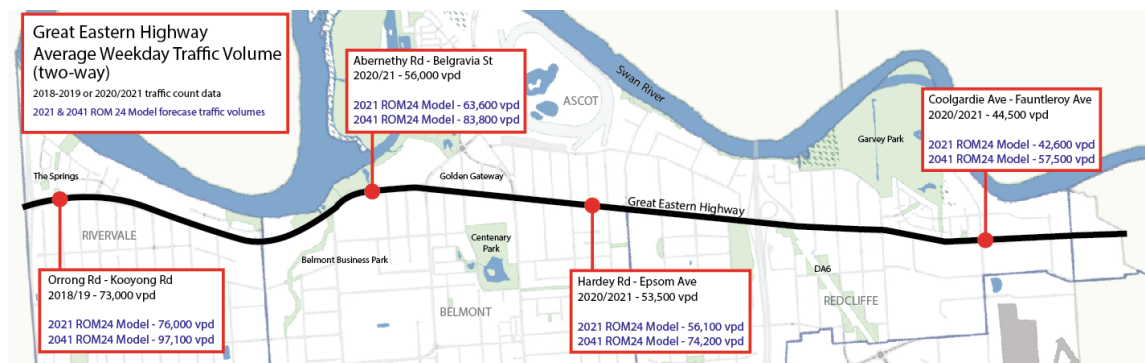 Great Eastern Highway
Average Weekday Traffic Volume
(two-way)
2018-2019 or 2020/2021 traffic count data
2021 & 2041 ROM 24 Model forecase traffic volumes
Abernethy Rd - Belgravia St
2020/21 - 56,000 vpd
2021 ROM24 Model - 63,600 vpd
2041 ROM24 Model - 83,800 vpd
ASCOT
Swan River
Coolgardie Ave - Fauntleroy Ave
2020/2021 - 44,500 vpd
2021 ROM24 Model - 42,600 vpd
2041 ROM24 Model - 57,500 vpd
Garvey Park
The Springs
Golden Gateway
Great Eastern Highway
RIVERVALE
Belmont Business Park
Centenary
Park
Orrong Rd - Kooyong Rd
2018/19 - 73,000 vpd
2021 ROM24 Model - 76,000 vpd
2041 ROM24 Model - 97,100 vpd
BELMONT
Hardey Rd - Epsom Ave
2020/2021 - 53,500 vpd
2021 ROM24 Model - 56,100 vpd
2041 ROM24 Model - 74,200 vpd
DA6
REDCLIFFE